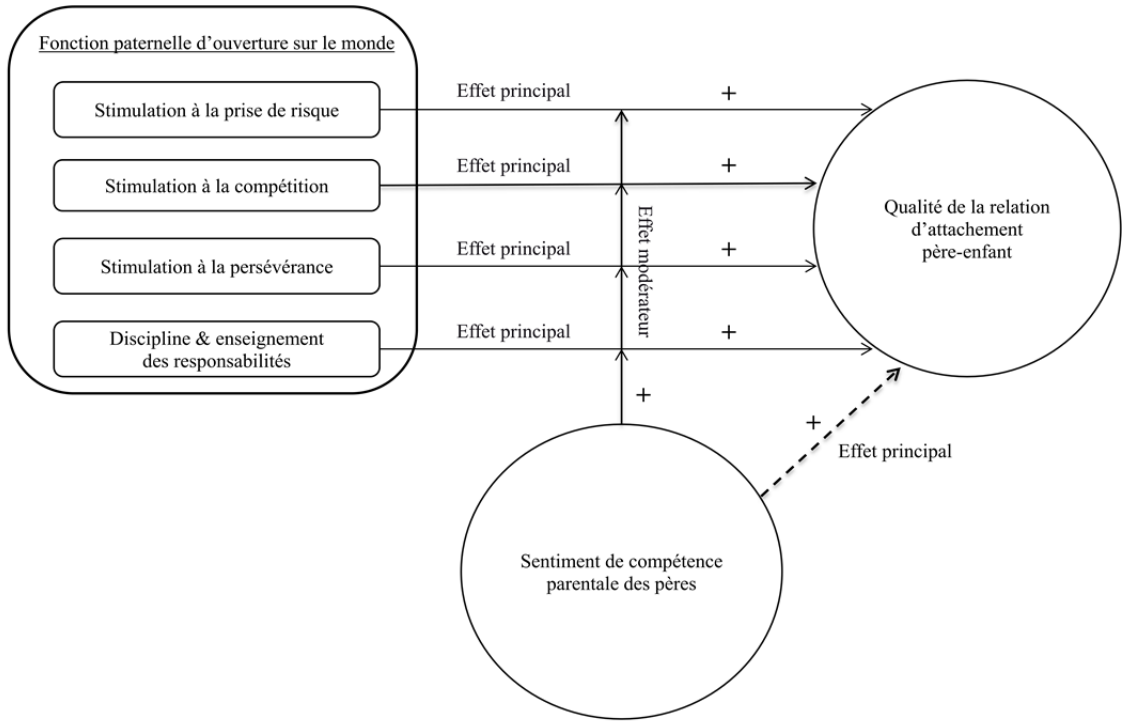 Fonction paternelle d'ouverture sur le monde
Stimulation à la prise de risque
Effet principal
+
Stimulation à la compétition
Effet principal
+
Stimulation à la persévérance
Effet principal
+
Discipline & enseignement
des responsabilités
Effet principal
+
Effet modérateur
Qualité de la relation
d'attachement
père-enfant
+
+
Effet principal
Sentiment de compétence
parentale des pères